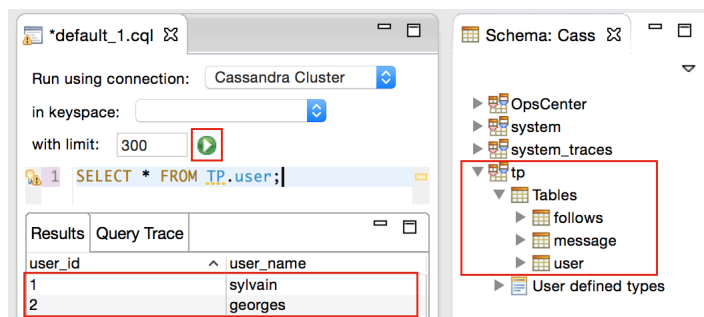 *default_1.cql
Run using connection: Cassandra Cluster
in keyspace:
with limit: 300
1 SELECT * FROM TP.user;
Results Query Trace
user_id user_name
1 sylvain
2 georges
Schema: Cass
OpsCenter
system
system_traces
tp
Tables
follows
message
user
User defined types